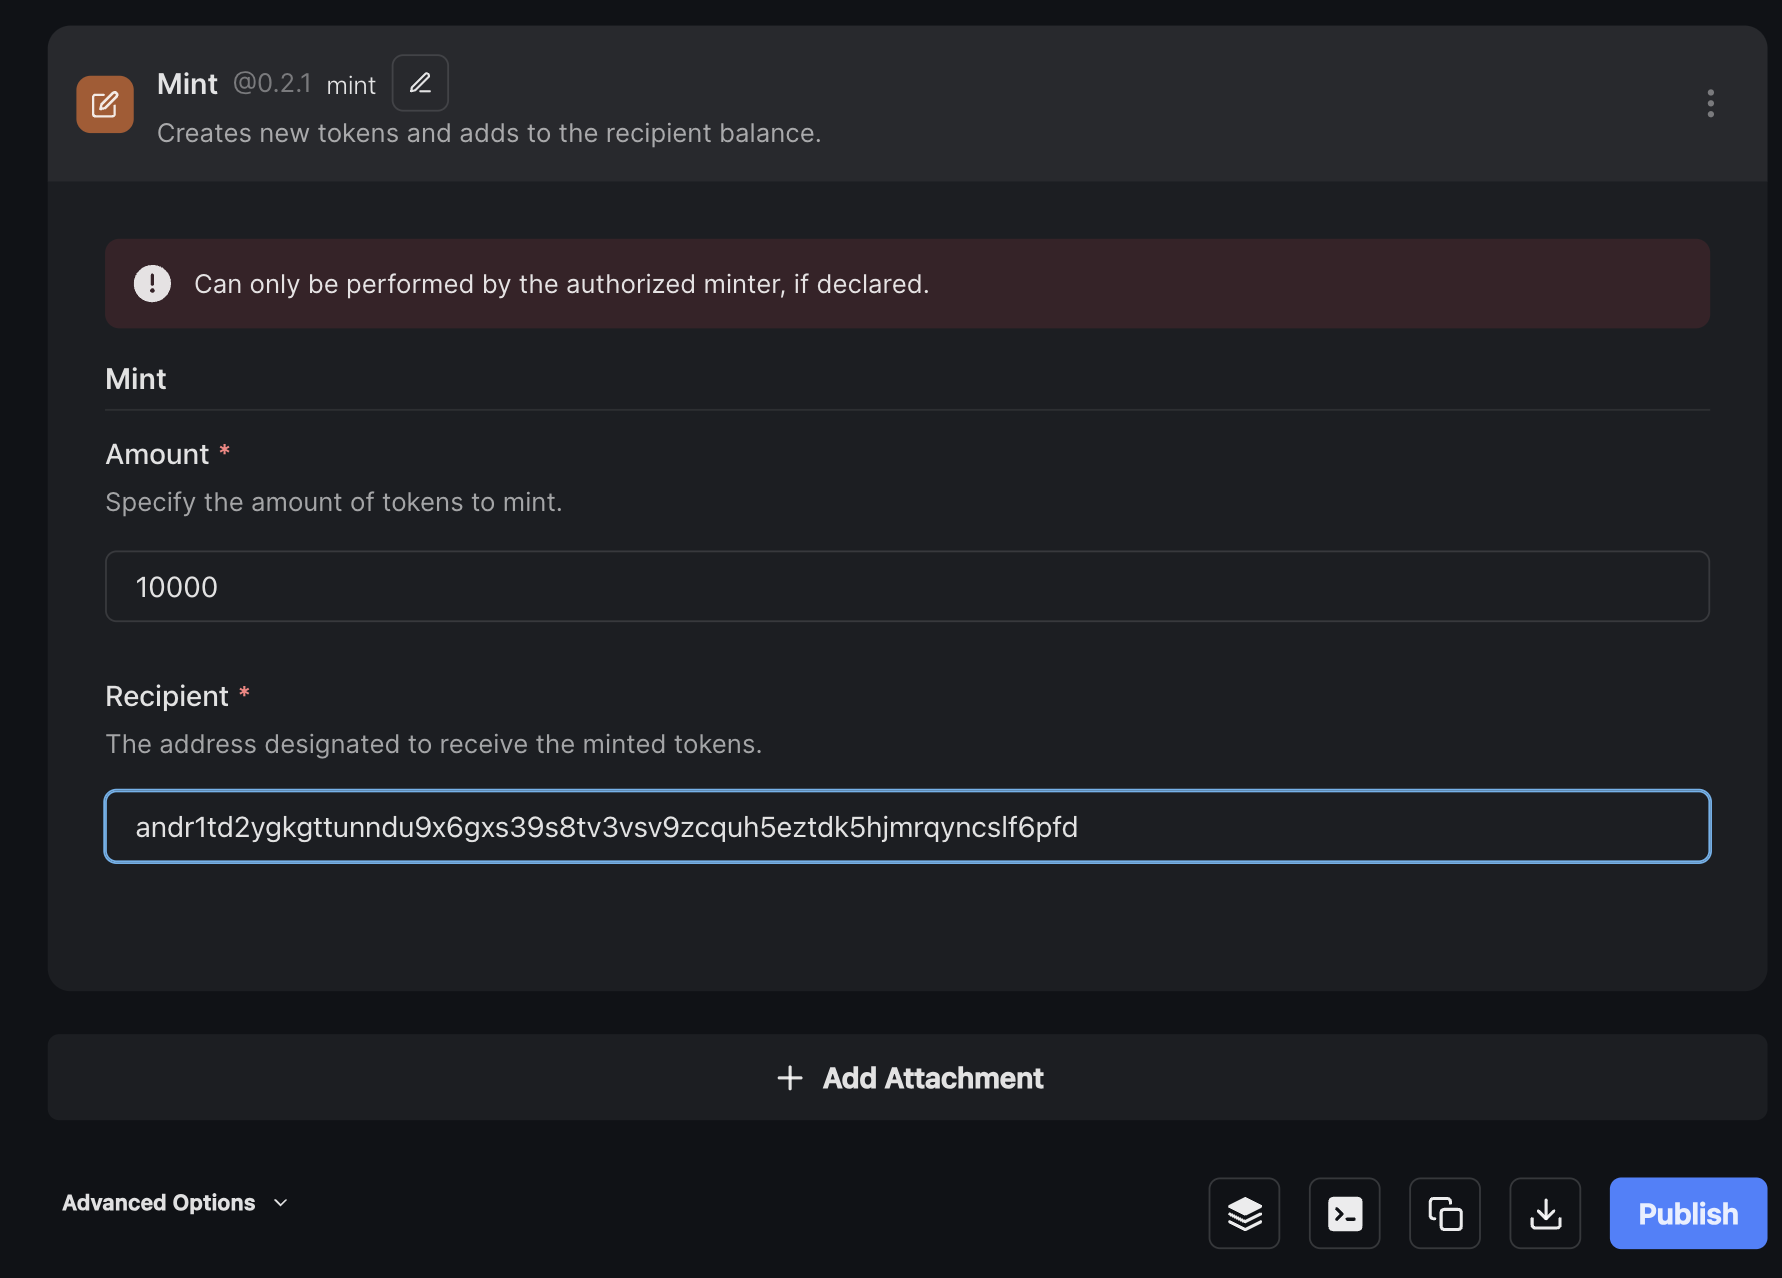 Mint @0.2.1 mint
Creates new tokens and adds to the recipient balance.
Can only be performed by the authorized minter, if declared.
Mint
Amount *
Specify the amount of tokens to mint.
10000
Recipient *
The address designated to receive the minted tokens.
andr1td2ygkgttunndu9x6gxs39s8tv3vsv9zcquh5eztdk5hjmrqyncslf6pfd
Add Attachment
Advanced Options
Publish